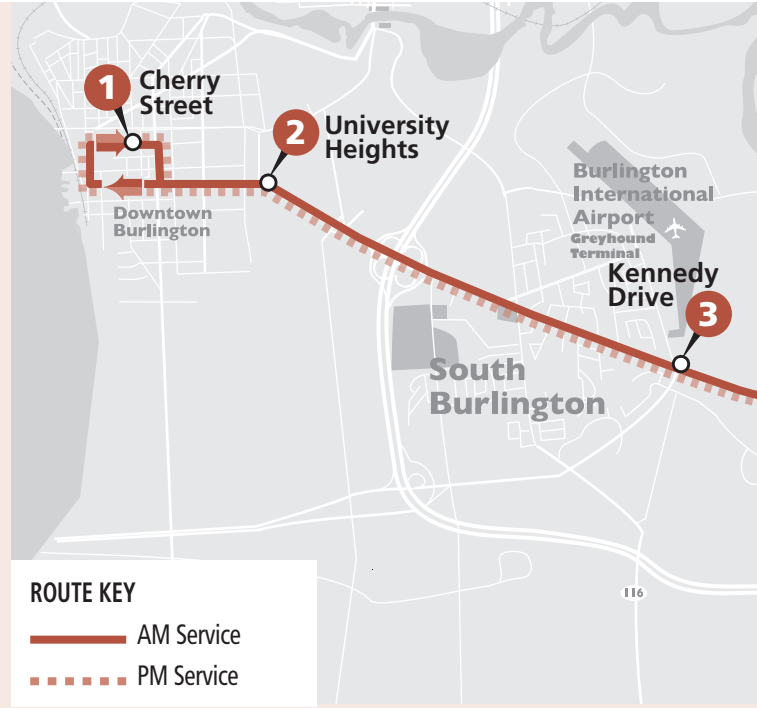 1
Cherry
Street
2
University
Heights
Downtown
Burlington
Burlington
International
Airport
Greyhound
Terminal
Kennedy
Drive
3
South
Burlington
116
ROUTE KEY
AM Service
PM Service